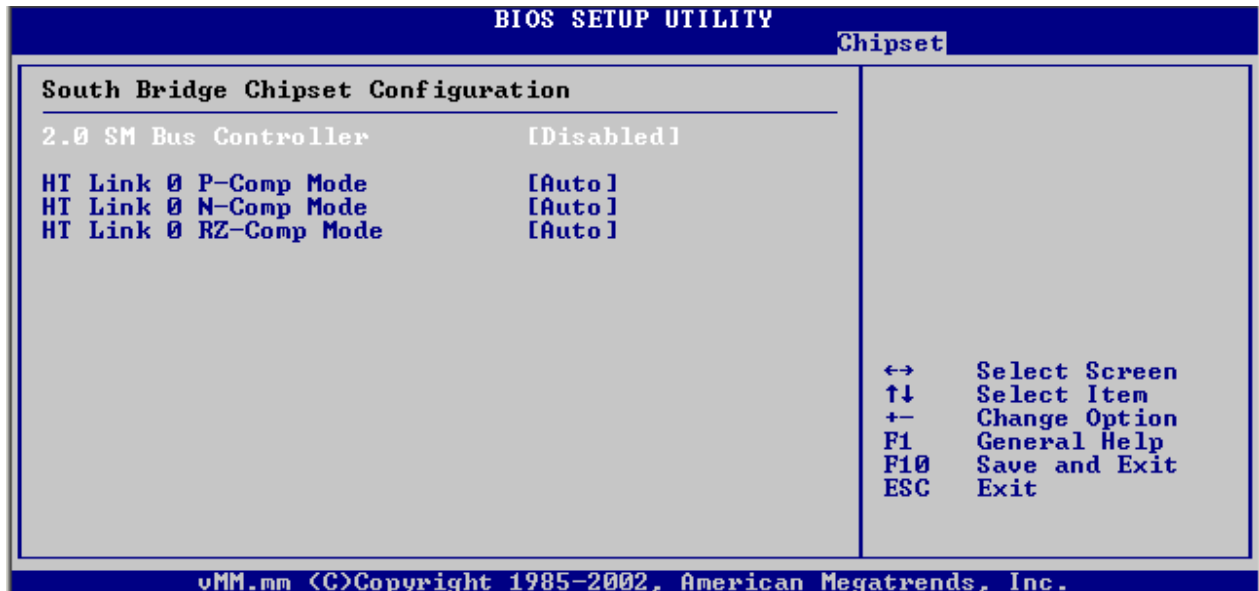 BIOS SETUP UTILITY
Chipset
South Bridge Chipset Configuration
2.0 SM Bus Controller [Disabled]
HT Link 0 P-Comp Mode [Auto]
HT Link 0 N-Comp Mode [Auto]
HT Link 0 RZ-Comp Mode [Auto]
↔ Select Screen
↑↓ Select Item
+- Change Option
F1 General Help
F10 Save and Exit
ESC Exit
vMM.mm (C)Copyright 1985-2002, American Megatrends, Inc.